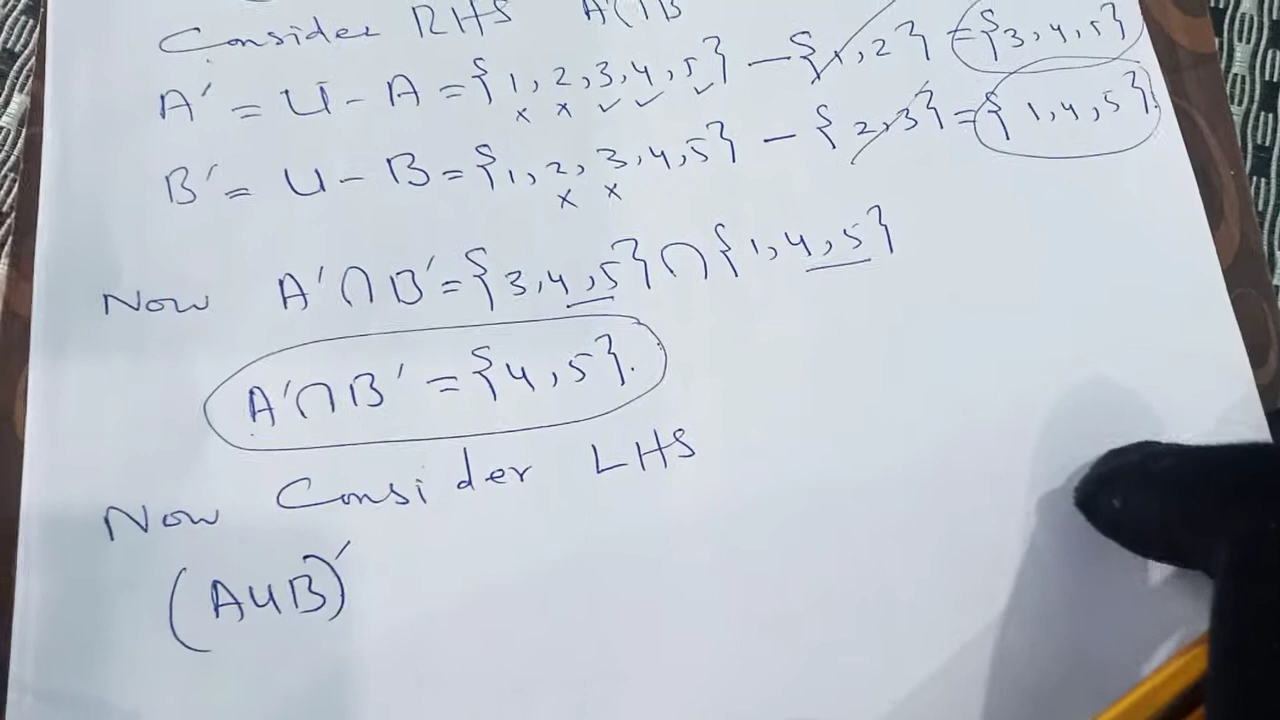 Consider RHS A'∩B'
A' = U - A = {1, 2, 3, 4, 5} - {1, 2} = {3, 4, 5}
B' = U - B = {1, 2, 3, 4, 5} - {2, 3} = {1, 4, 5}.
Now A'∩B' = {3, 4, 5} ∩ {1, 4, 5}
A'∩B' = {4, 5}.
Now Consider LHS
(A∪B)'